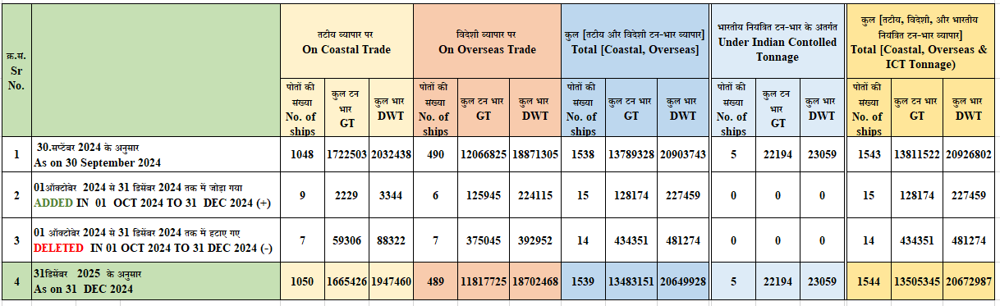 क्र.सं.
Sr
No.
तटीय व्यापार पर
On Coastal Trade
विदेशी व्यापार पर
On Overseas Trade
कुल [तटीय और विदेशी टन-भार व्यापार]
Total [Coastal, Overseas]
भारतीय नियंत्रित टन-भार के अंतर्गत
Under Indian Contolled
Tonnage
कुल [तटीय, विदेशी, और भारतीय
नियंत्रित टन-भार व्यापार]
Total [Coastal, Overseas &
ICT Tonnage)
पोतों की
संख्या
No. of
ships
कुल टन
भार
GT
कुल भार
DWT
पोतों की
संख्या
No. of
ships
कुल टन भार
GT
कुल भार
DWT
पोतों की
संख्या
No. of
ships
कुल टन भार
GT
कुल भार
DWT
पोतों की
संख्या
No. of
ships
कुल टन
भार
GT
कुल भार
DWT
पोतों की
संख्या
No. of
ships
कुल टन भार
GT
कुल भार
DWT
1 30.सप्टेंबर 2024 के अनुसार
As on 30 September 2024
1048 1722503 2032438 490 12066825 18871305 1538 13789328 20903743 5 22194 23059 1543 13811522 20926802
2 01ऑक्टोबेर 2024 से 31 डिसेंबर 2024 तक में जोड़ा गया
ADDED IN 01 OCT 2024 TO 31 DEC 2024 (+)
9 2229 3344 6 125945 224115 15 128174 227459 0 0 0 15 128174 227459
3 01 ऑक्टोबेर 2024 से 31 डिसेंबर 2024 तक में हटाए गए
DELETED IN 01 OCT 2024 TO 31 DEC 2024 (-)
7 59306 88322 7 375045 392952 14 434351 481274 0 0 0 14 434351 481274
4 31डिसेंबर 2025 के अनुसार
As on 31 DEC 2024
1050 1665426 1947460 489 11817725 18702468 1539 13483151 20649928 5 22194 23059 1544 13505345 20672987